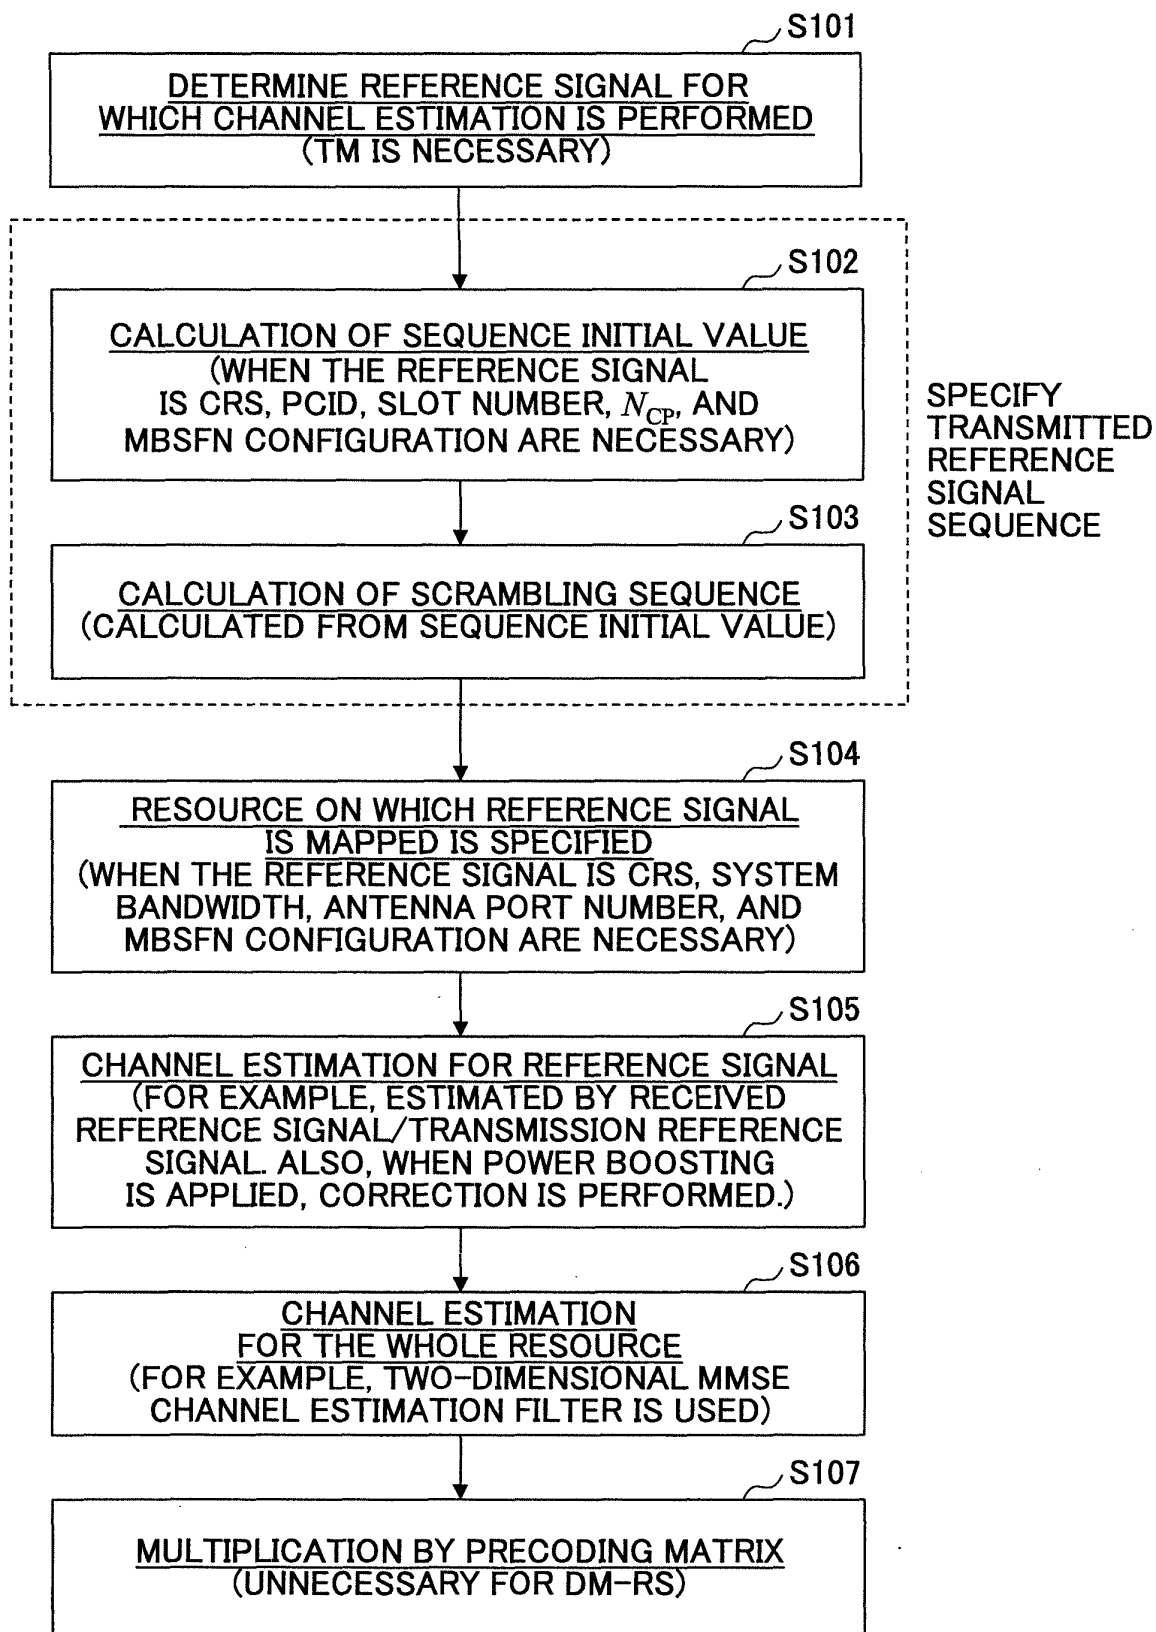 S101
DETERMINE REFERENCE SIGNAL FOR
WHICH CHANNEL ESTIMATION IS PERFORMED
(TM IS NECESSARY)
S102
CALCULATION OF SEQUENCE INITIAL VALUE
(WHEN THE REFERENCE SIGNAL
IS CRS, PCID, SLOT NUMBER, N_CP, AND
MBSFN CONFIGURATION ARE NECESSARY)
SPECIFY
TRANSMITTED
REFERENCE
SIGNAL
SEQUENCE
S103
CALCULATION OF SCRAMBLING SEQUENCE
(CALCULATED FROM SEQUENCE INITIAL VALUE)
S104
RESOURCE ON WHICH REFERENCE SIGNAL
IS MAPPED IS SPECIFIED
(WHEN THE REFERENCE SIGNAL IS CRS, SYSTEM
BANDWIDTH, ANTENNA PORT NUMBER, AND
MBSFN CONFIGURATION ARE NECESSARY)
S105
CHANNEL ESTIMATION FOR REFERENCE SIGNAL
(FOR EXAMPLE, ESTIMATED BY RECEIVED
REFERENCE SIGNAL/TRANSMISSION REFERENCE
SIGNAL. ALSO, WHEN POWER BOOSTING
IS APPLIED, CORRECTION IS PERFORMED.)
S106
CHANNEL ESTIMATION
FOR THE WHOLE RESOURCE
(FOR EXAMPLE, TWO-DIMENSIONAL MMSE
CHANNEL ESTIMATION FILTER IS USED)
S107
MULTIPLICATION BY PRECODING MATRIX
(UNNECESSARY FOR DM-RS)